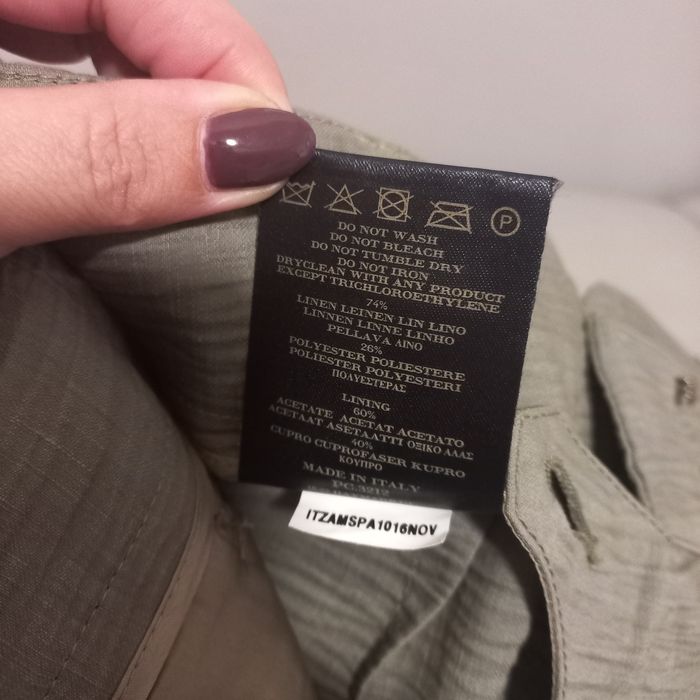 P
DO NOT WASH
DO NOT BLEACH
DO NOT TUMBLE DRY
DO NOT IRON
DRYCLEAN WITH ANY PRODUCT
EXCEPT TRICHLOROETHYLENE
74%
LINEN LEINEN LIN LINO
LINNEN LINNE LINHO
PELLAVA ΛΙΝΟ
26%
POLYESTER POLIESTERE
POLIESTER POLYESTERI
ΠΟΛΥΕΣΤΕΡΑΣ
LINING
60%
ACETATE ACETAT ACETATO
ACETAAT ASETAATTI ΟΞΙΚΟ ΑΛΑΣ
40%
CUPRO CUPROFASER KUPRO
ΚΟΥΠΡΟ
MADE IN ITALY
PC.3212
ITZAMSPA1016NOV